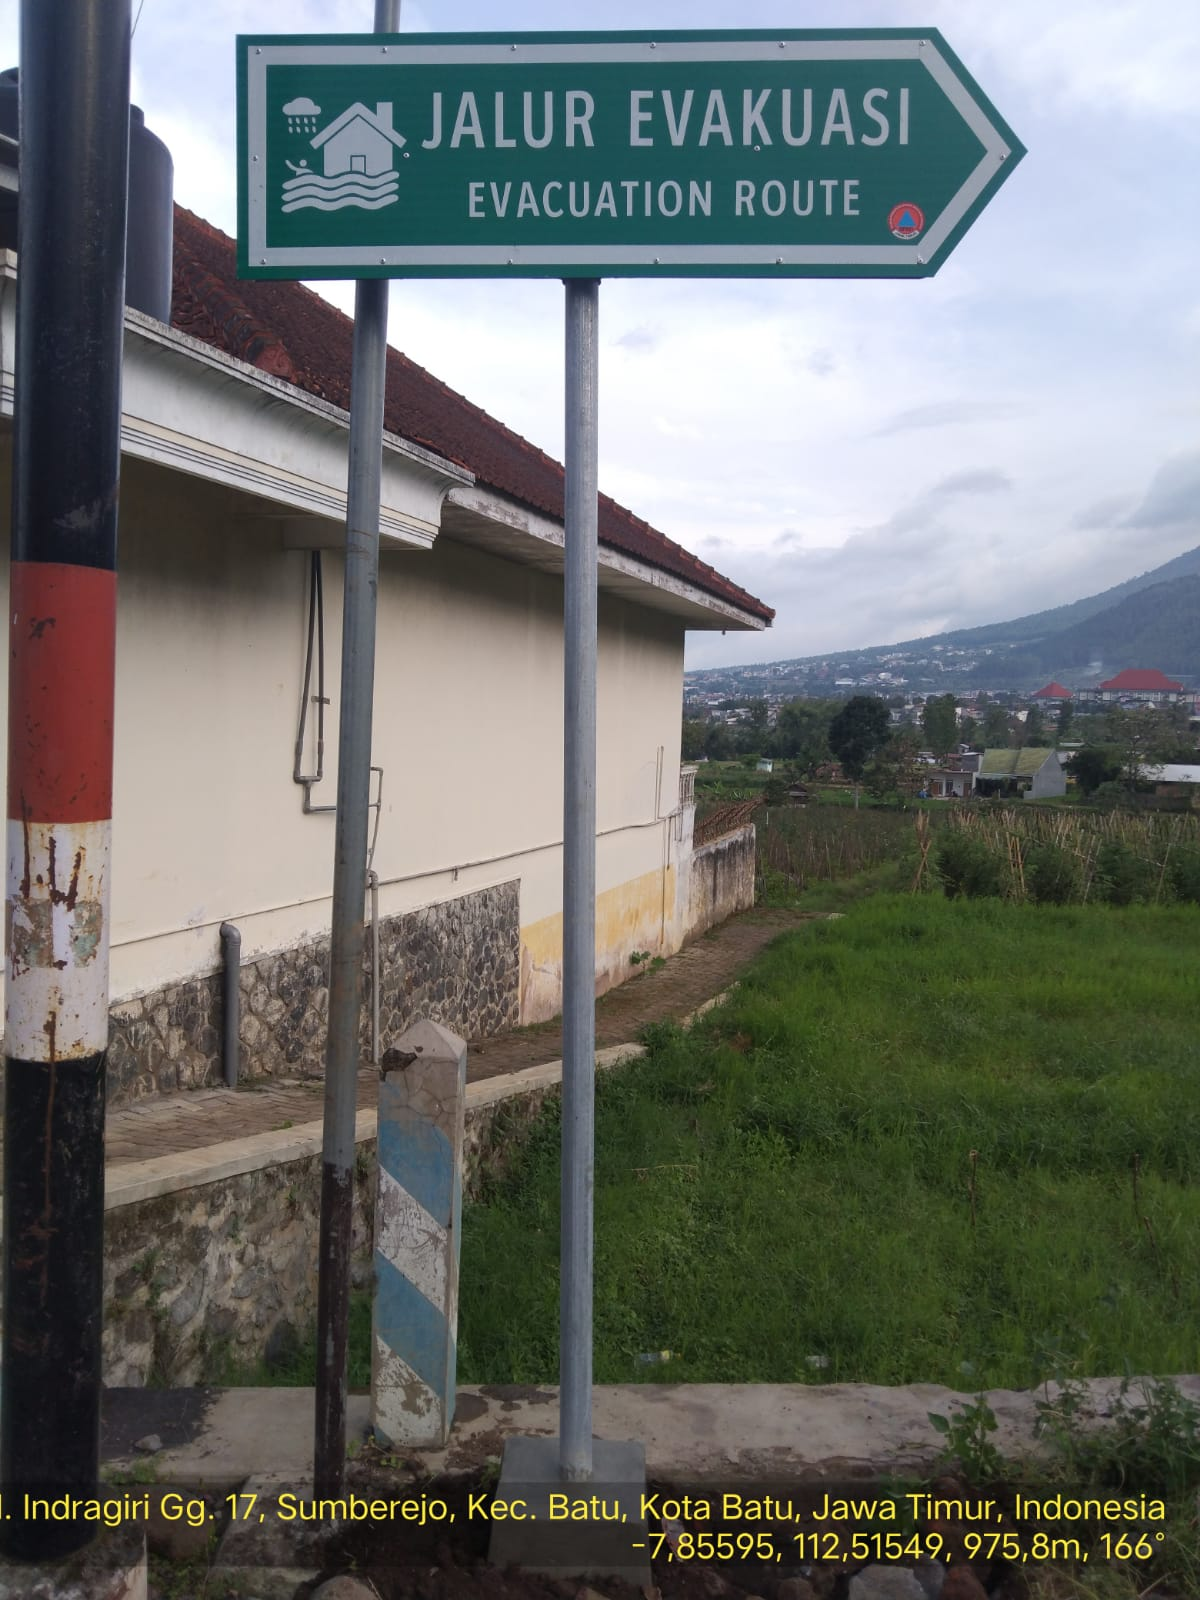 JALUR EVAKUASI
EVACUATION ROUTE
Indragiri Gg. 17, Sumberejo, Kec. Batu, Kota Batu, Jawa Timur, Indonesia
-7,85595, 112,51549, 975,8m, 166°